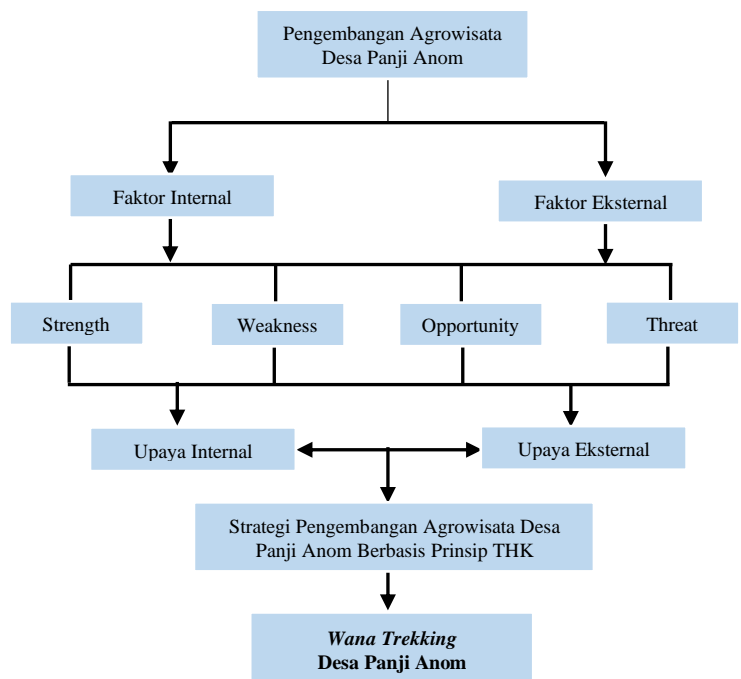 Pengembangan Agrowisata
Desa Panji Anom
Faktor Internal
Faktor Eksternal
Strength
Weakness
Opportunity
Threat
Upaya Internal
Upaya Eksternal
Strategi Pengembangan Agrowisata Desa
Panji Anom Berbasis Prinsip THK
Wana Trekking
Desa Panji Anom